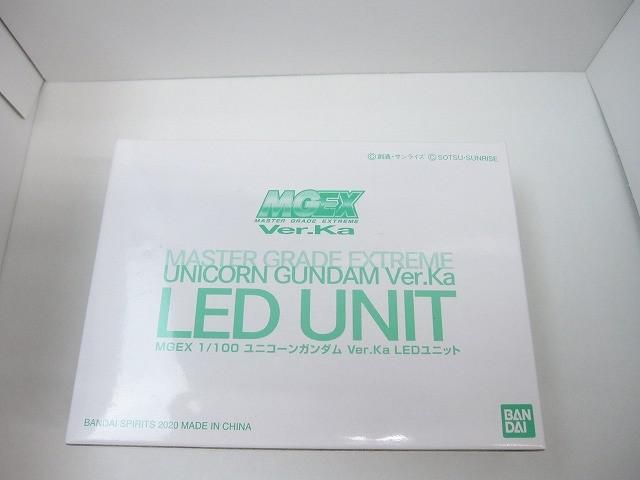 ©創通・サンライズ ©SOTSU・SUNRISE
MGEX
MASTER GRADE EXTREME
Ver.Ka
MASTER GRADE EXTREME
UNICORN GUNDAM Ver.Ka
LED UNIT
MGEX 1/100 ユニコーンガンダム Ver.Ka LEDユニット
BANDAI SPIRITS 2020 MADE IN CHINA
BAN
DAI